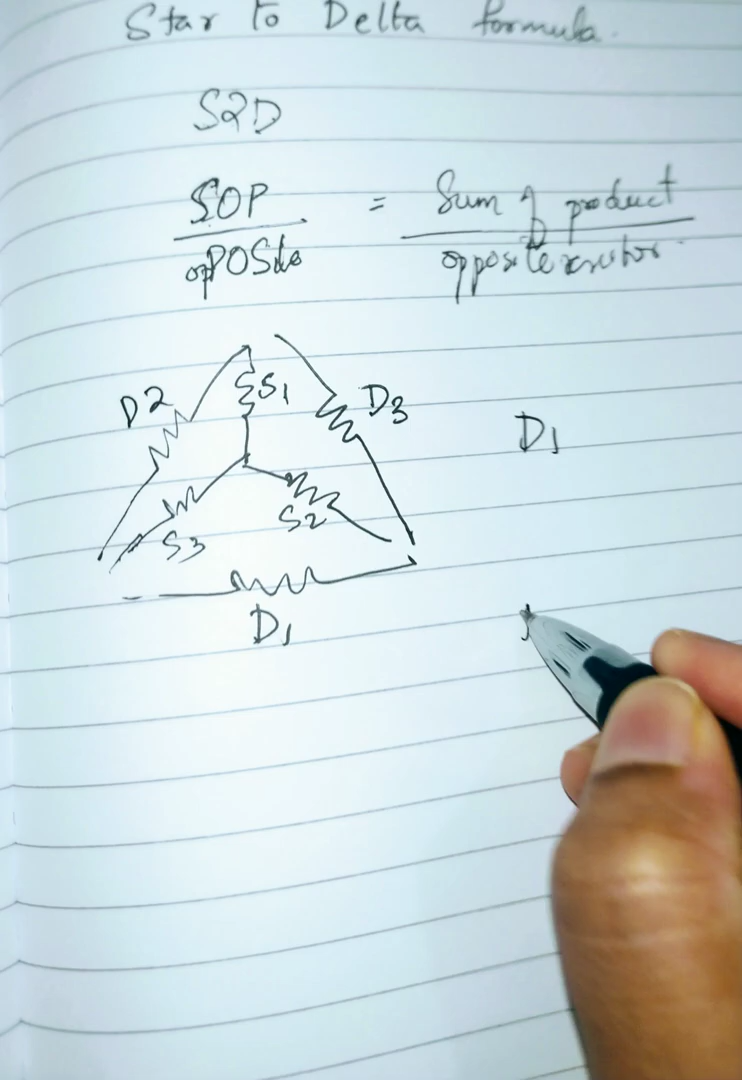 Star to Delta formula.
S2D
SOP = Sum of product
opPOSite opposite resistor.
D2 S1 D3
D1
S3 S2
D1